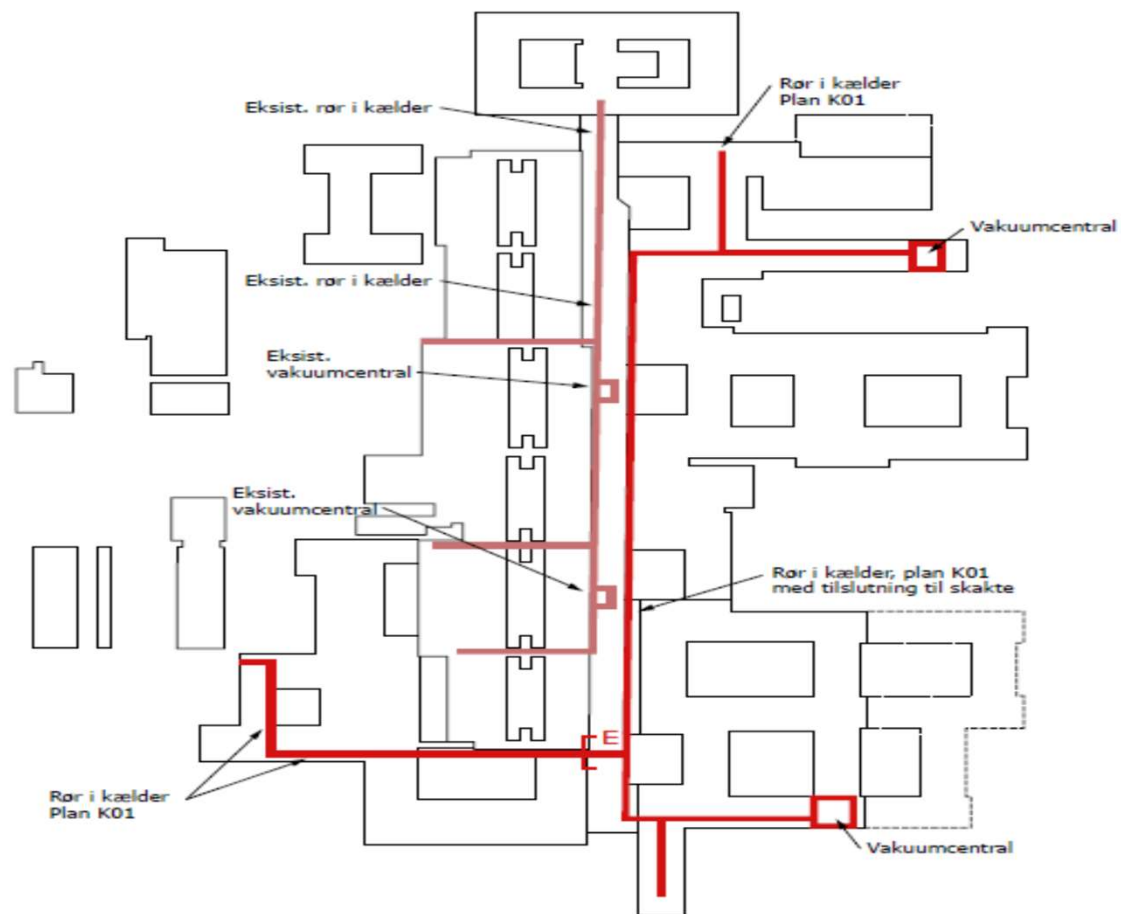 Rør i kælder
Plan K01
Eksist. rør i kælder
Vakuumcentral
Eksist. rør i kælder
Eksist.
vakuumcentral
Eksist.
vakuumcentral
Rør i kælder, plan K01
med tilslutning til skakte
E
Rør i kælder
Plan K01
Vakuumcentral